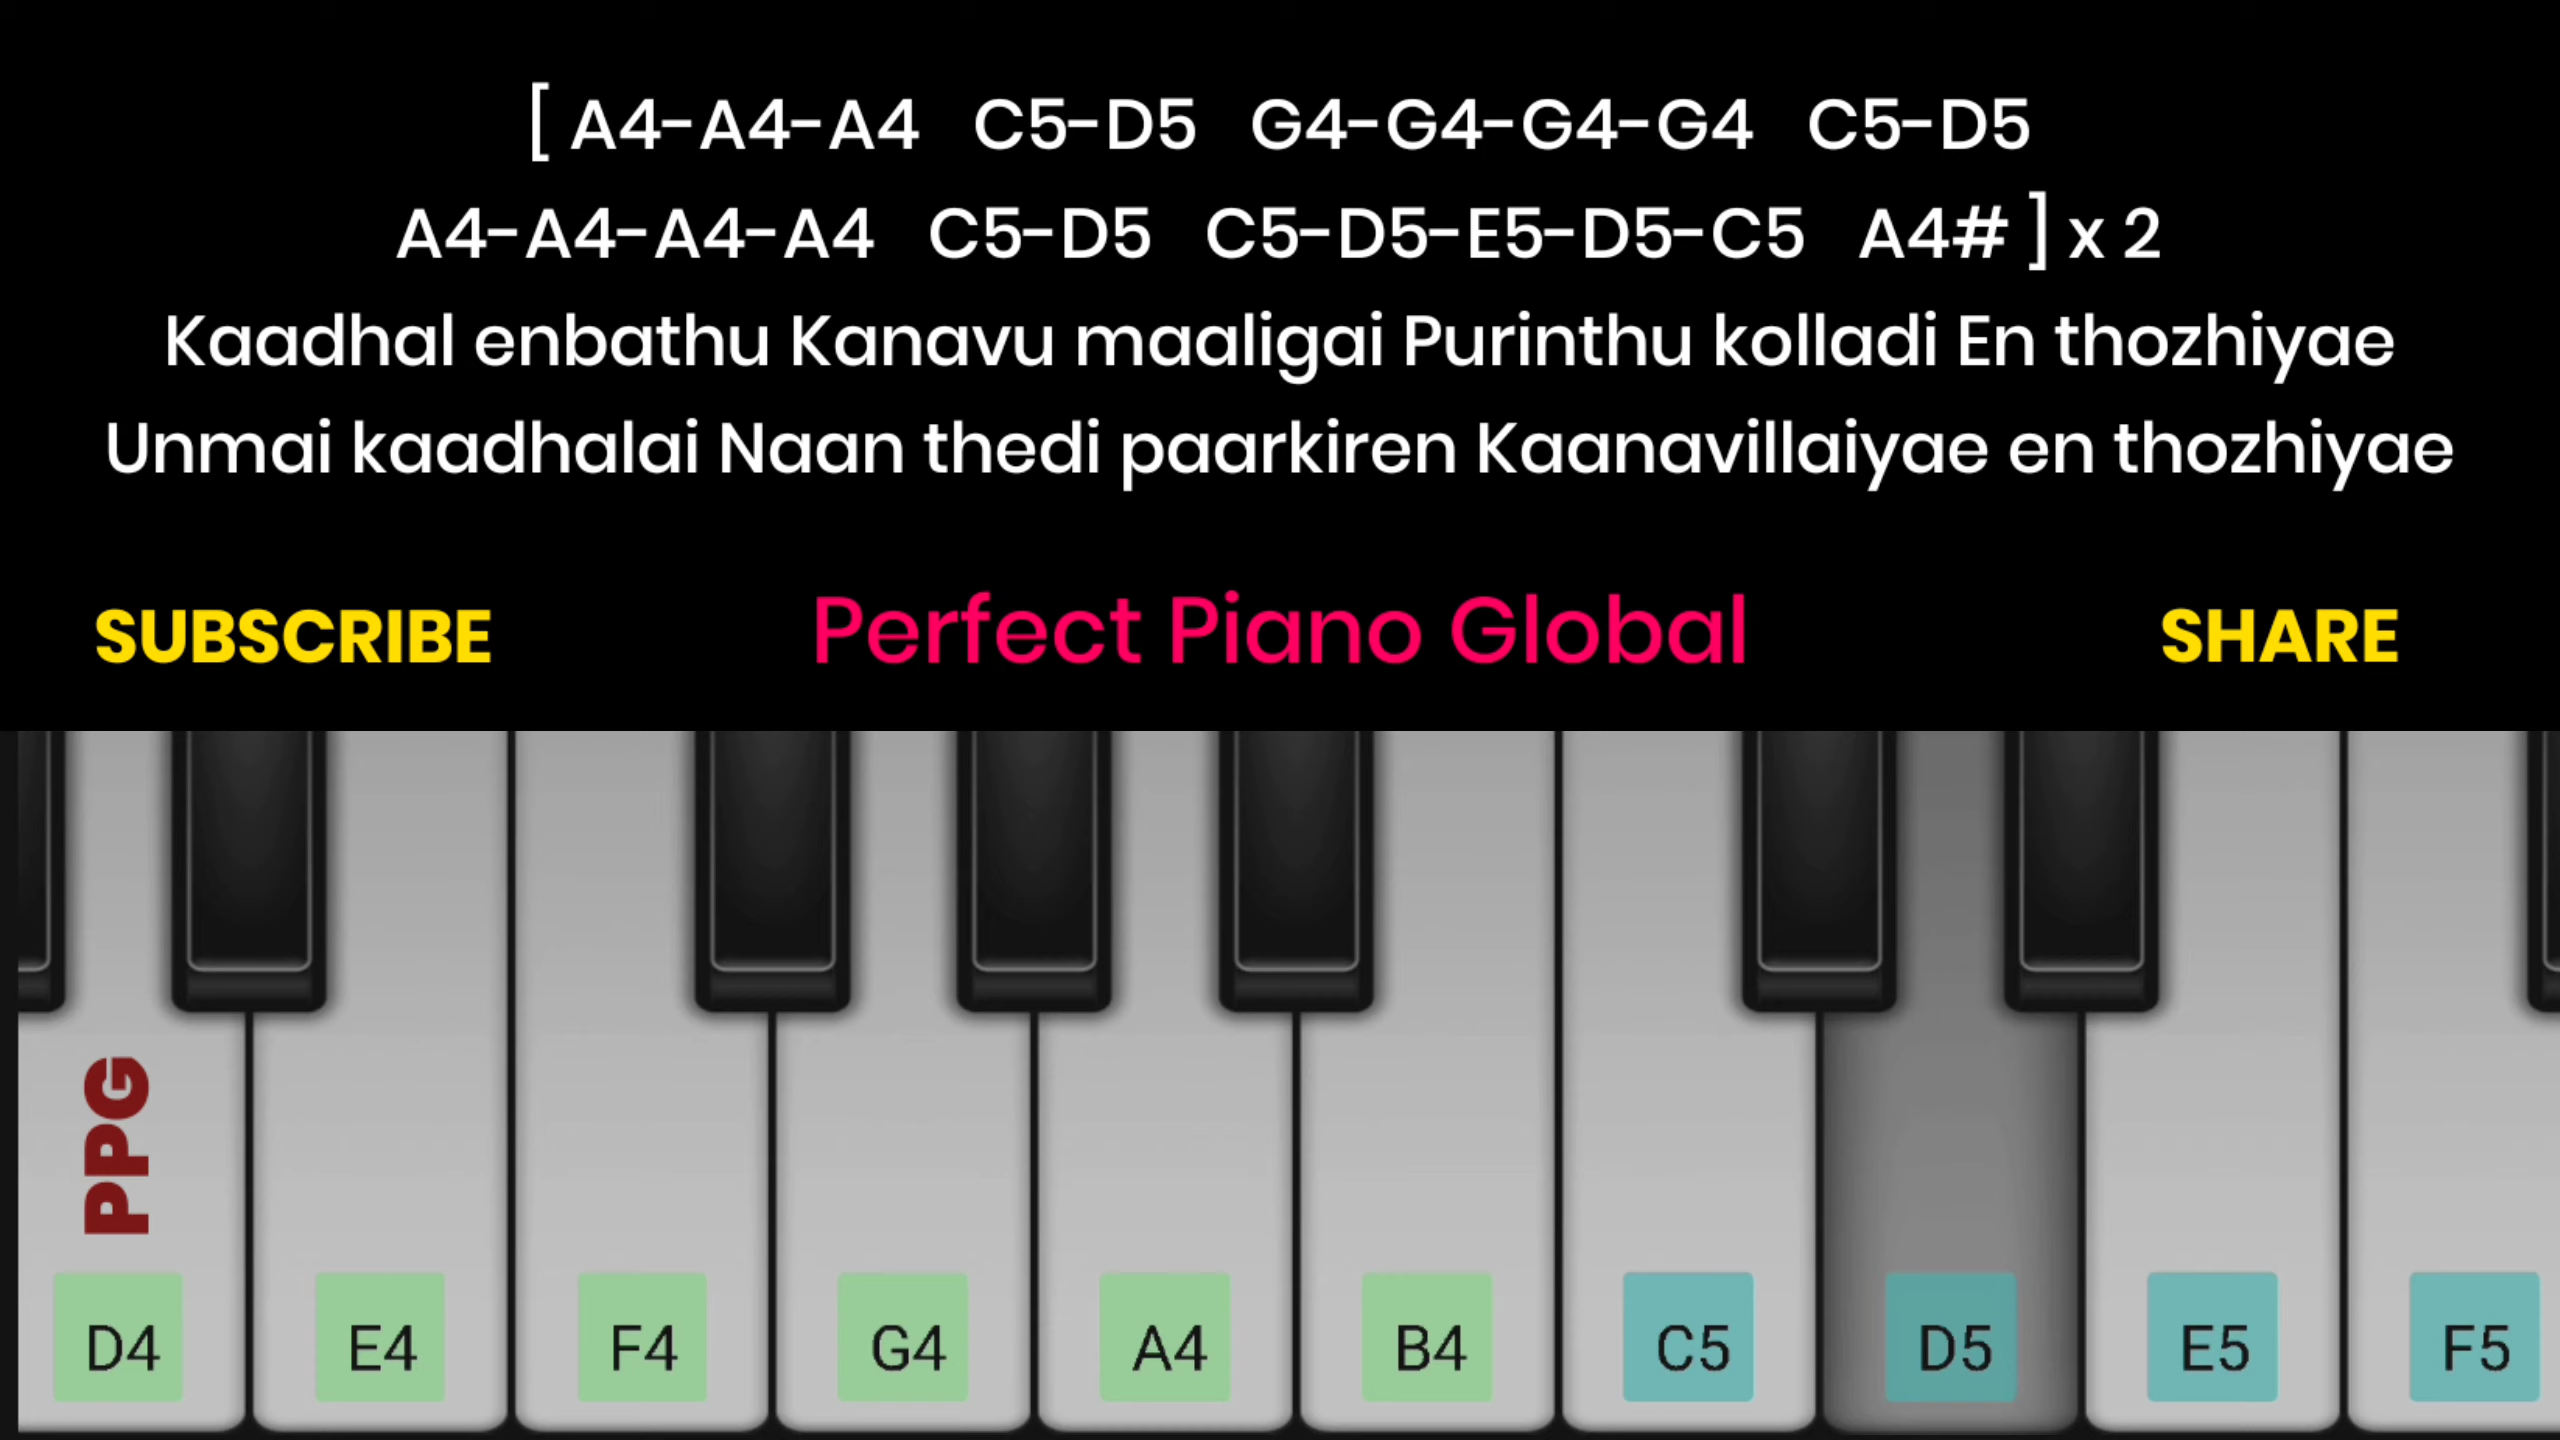 [ A4-A4-A4 C5-D5 G4-G4-G4-G4 C5-D5
A4-A4-A4-A4 C5-D5 C5-D5-E5-D5-C5 A4# ] x 2
Kaadhal enbathu Kanavu maaligai Purinthu kolladi En thozhiyae
Unmai kaadhalai Naan thedi paarkiren Kaanavillaiyae en thozhiyae
SUBSCRIBE Perfect Piano Global SHARE
PPG
D4 E4 F4 G4 A4 B4 C5 D5 E5 F5